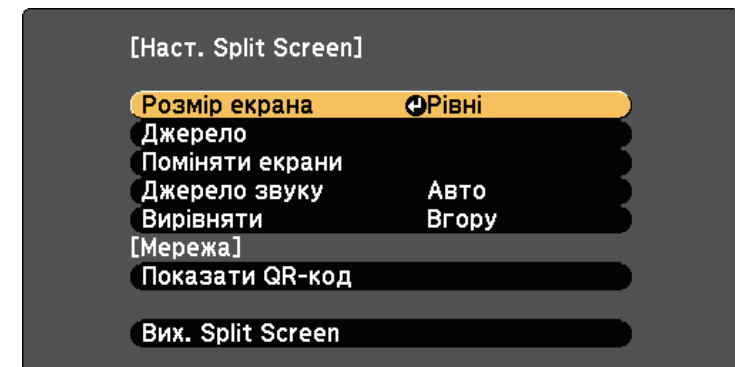 [Наст. Split Screen]
Розмір екрана Рівні
Джерело
Поміняти екрани
Джерело звуку Авто
Вирівняти Вгору
[Мережа]
Показати QR-код
Вих. Split Screen